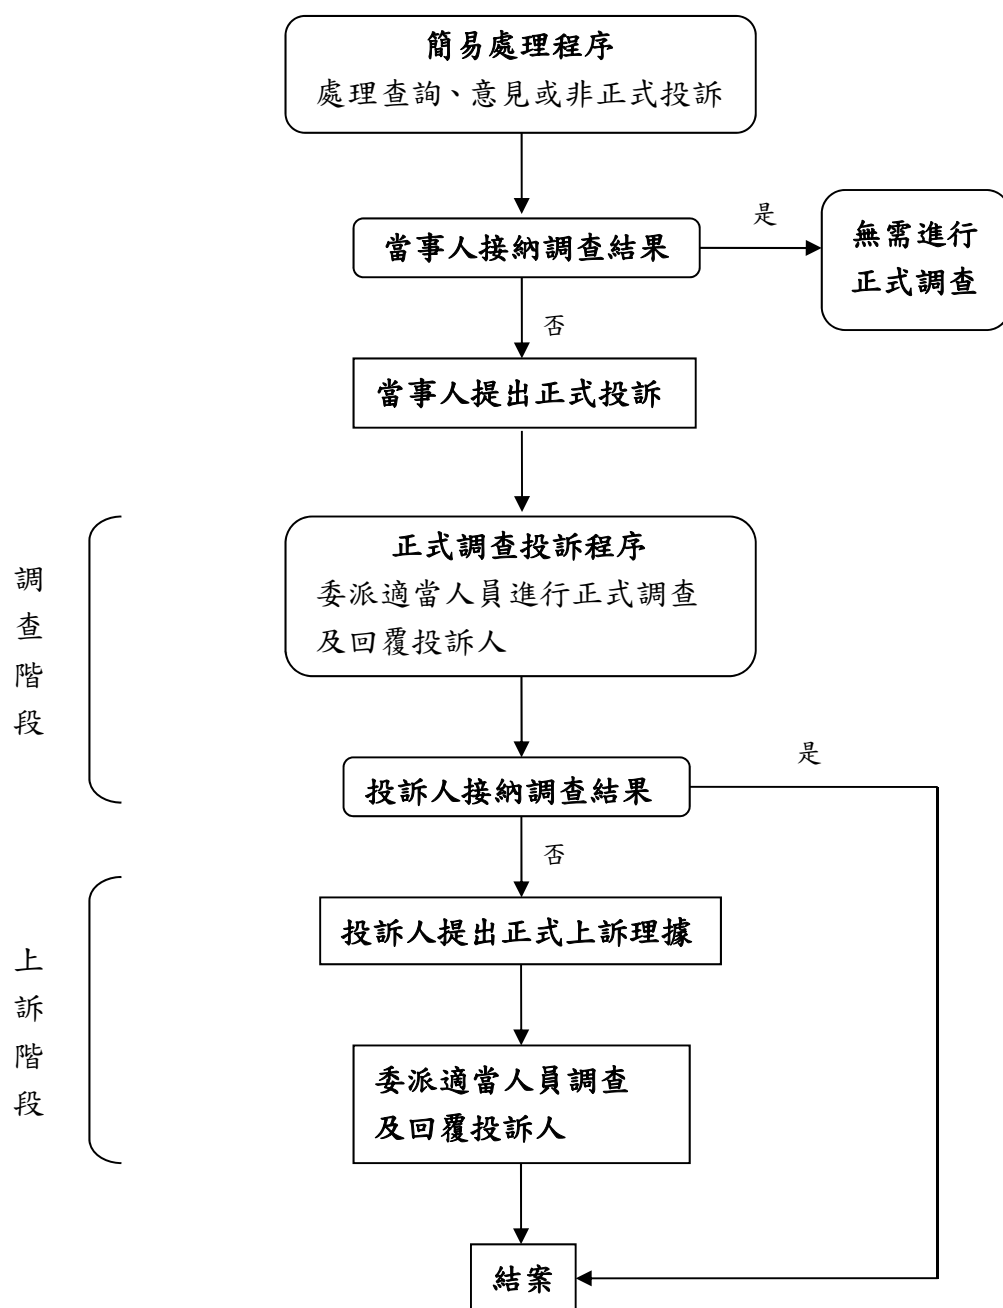 簡易處理程序
處理查詢、意見或非正式投訴
當事人接納調查結果
是
無需進行
正式調查
否
當事人提出正式投訴
調查階段
正式調查投訴程序
委派適當人員進行正式調查
及回覆投訴人
投訴人接納調查結果
是
否
上訴階段
投訴人提出正式上訴理據
委派適當人員調查
及回覆投訴人
結案